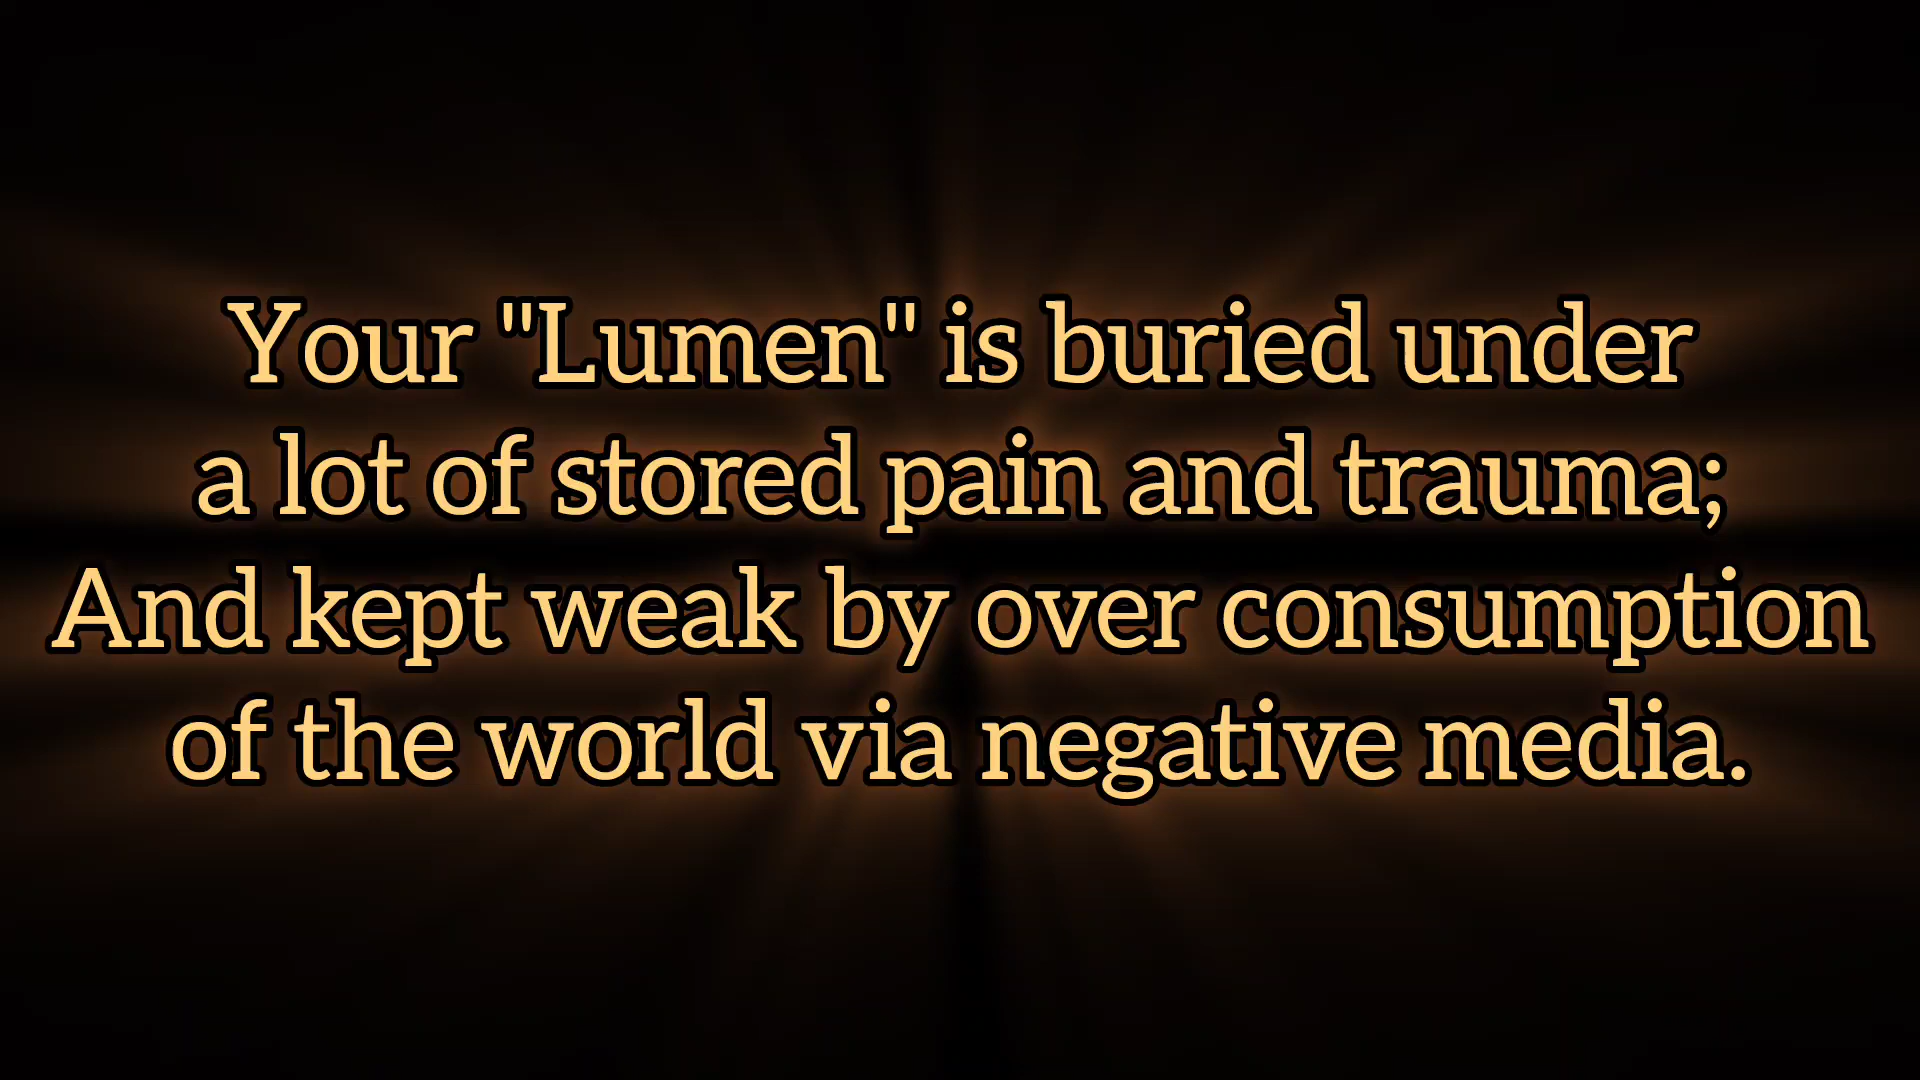 Your "Lumen" is buried under
a lot of stored pain and trauma;
And kept weak by over consumption
of the world via negative media.